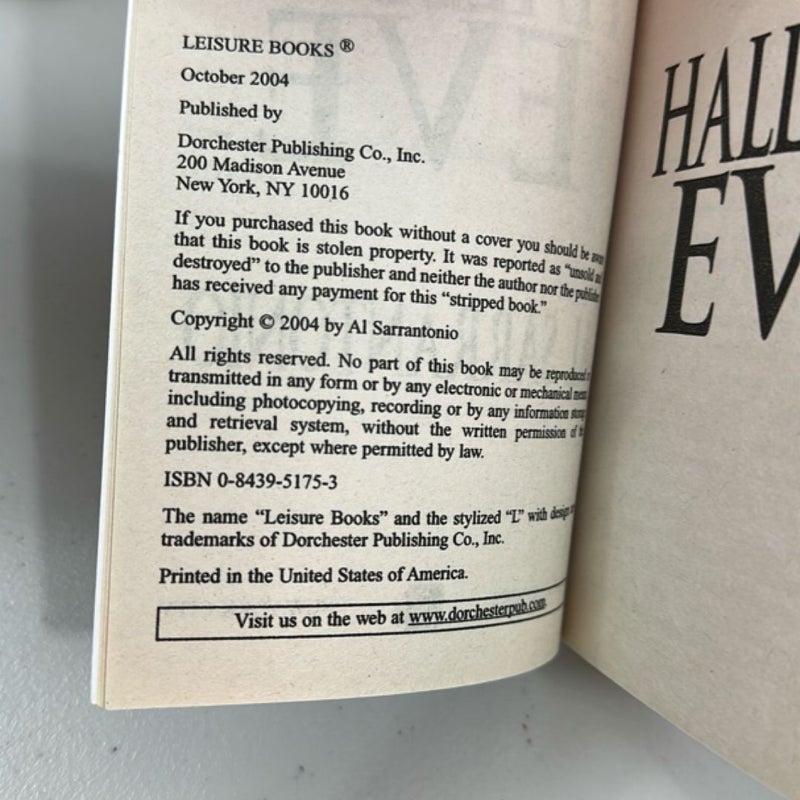 LEISURE BOOKS ®
October 2004
Published by
Dorchester Publishing Co., Inc.
200 Madison Avenue
New York, NY 10016
If you purchased this book without a cover you should be
that this book is stolen property. It was reported as “unsold and
destroyed” to the publisher and neither the author nor the publisher
has received any payment for this “stripped book.”
Copyright © 2004 by Al Sarrantonio
All rights reserved. No part of this book may be reproduced
transmitted in any form or by any electronic or mechanical
including photocopying, recording or by any information
and retrieval system, without the written permission of
publisher, except where permitted by law.
ISBN 0-8439-5175-3
The name “Leisure Books” and the stylized “L” with design
trademarks of Dorchester Publishing Co., Inc.
Printed in the United States of America.
Visit us on the web at www.dorchesterpub.com.
HALL
EV